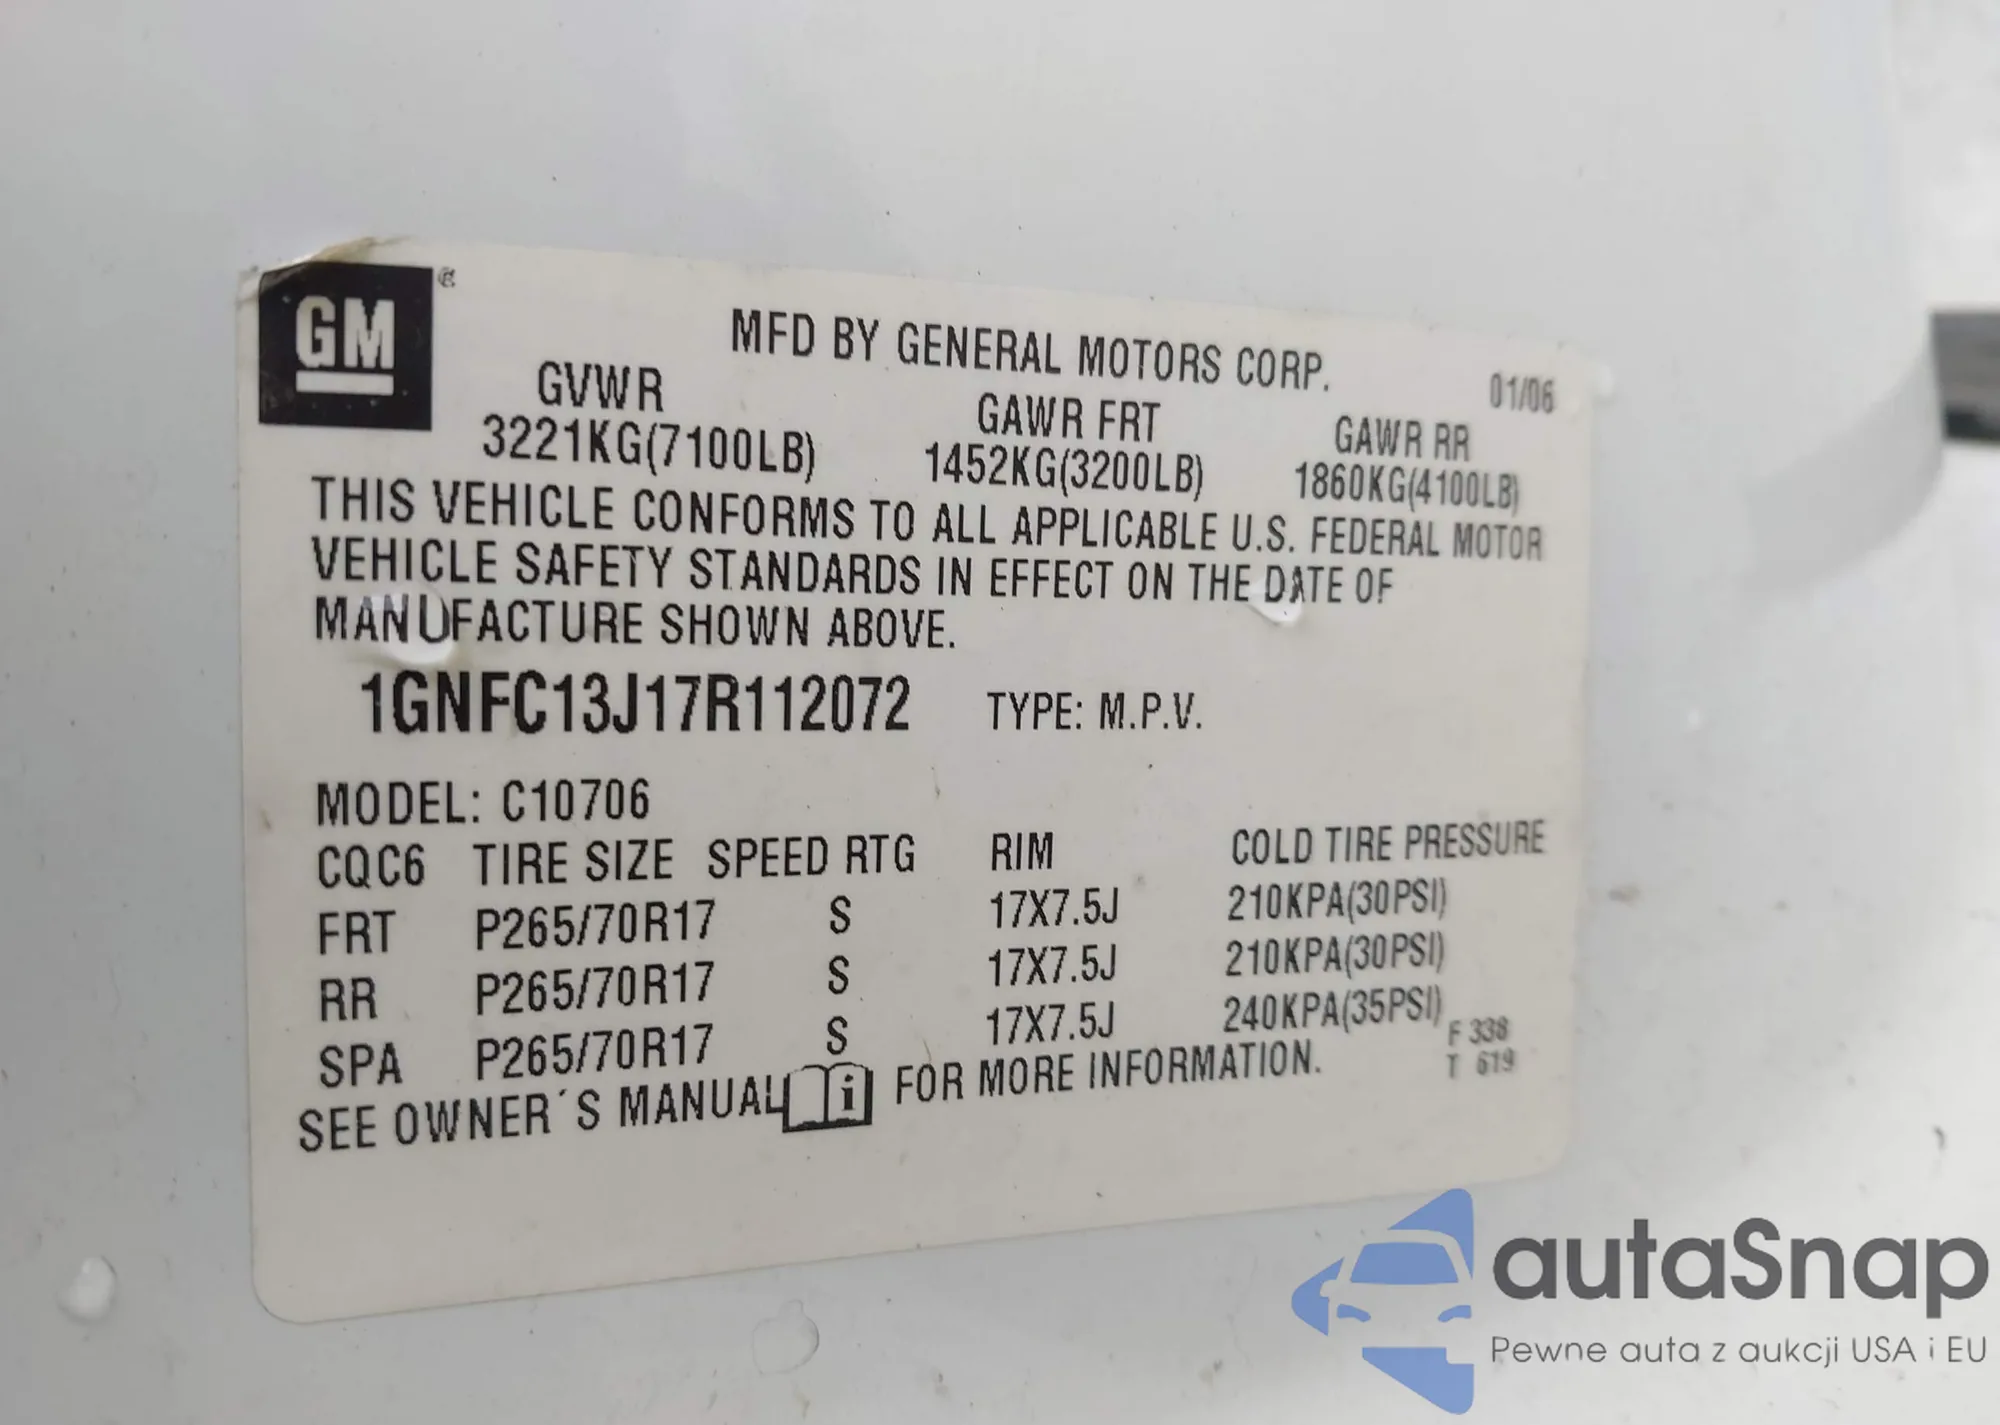 GM
MFD BY GENERAL MOTORS CORP.
01/06
GVWR GAWR FRT GAWR RR
3221KG(7100LB) 1452KG(3200LB) 1860KG(4100LB)
THIS VEHICLE CONFORMS TO ALL APPLICABLE U.S. FEDERAL MOTOR
VEHICLE SAFETY STANDARDS IN EFFECT ON THE DATE OF
MANUFACTURE SHOWN ABOVE.
1GNFC13J17R112072 TYPE: M.P.V.
MODEL: C10706
CQC6 TIRE SIZE SPEED RTG RIM COLD TIRE PRESSURE
FRT P265/70R17 S 17X7.5J 210KPA(30PSI)
RR P265/70R17 S 17X7.5J 210KPA(30PSI)
SPA P265/70R17 S 17X7.5J 240KPA(35PSI)
SEE OWNER´S MANUAL i FOR MORE INFORMATION.
F 338
T 619
autaSnap
Pewne auta z aukcji USA i EU